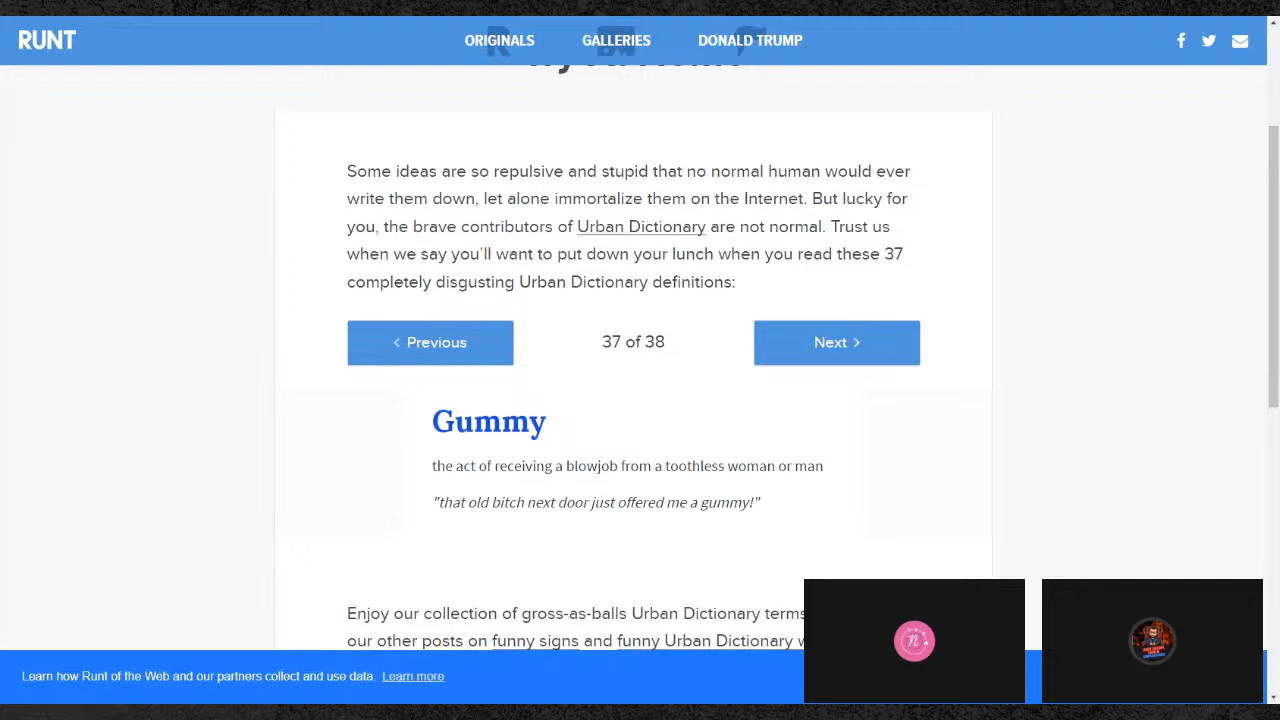 RUNT
ORIGINALS
GALLERIES
DONALD TRUMP
Some ideas are so repulsive and stupid that no normal human would ever
write them down, let alone immortalize them on the Internet. But lucky for
you, the brave contributors of Urban Dictionary are not normal. Trust us
when we say you'll want to put down your lunch when you read these 37
completely disgusting Urban Dictionary definitions:
< Previous
37 of 38
Next >
Gummy
the act of receiving a blowjob from a toothless woman or man
"that old bitch next door just offered me a gummy!"
Enjoy our collection of gross-as-balls Urban Dictionary terms
our other posts on funny signs and funny Urban Dictionary
Learn how Runt of the Web and our partners collect and use data. Learn more